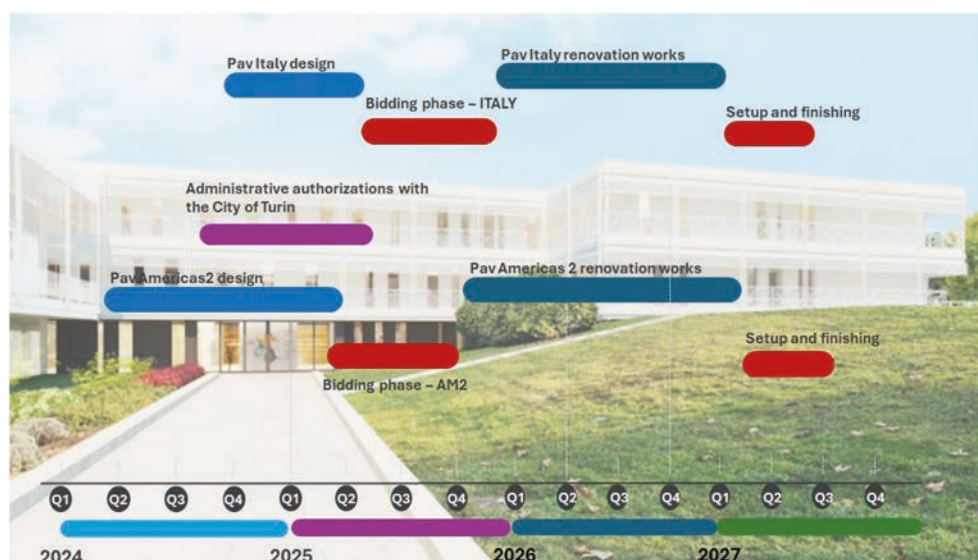 Pav Italy design
Pav Italy renovation works
Bidding phase – ITALY
Setup and finishing
Administrative authorizations with
the City of Turin
Pav Americas2 design
Pav Americas 2 renovation works
Setup and finishing
Bidding phase – AM2
Q1 Q2 Q3 Q4 Q1 Q2 Q3 Q4 Q1 Q2 Q3 Q4 Q1 Q2 Q3 Q4
2024 2025 2026 2027